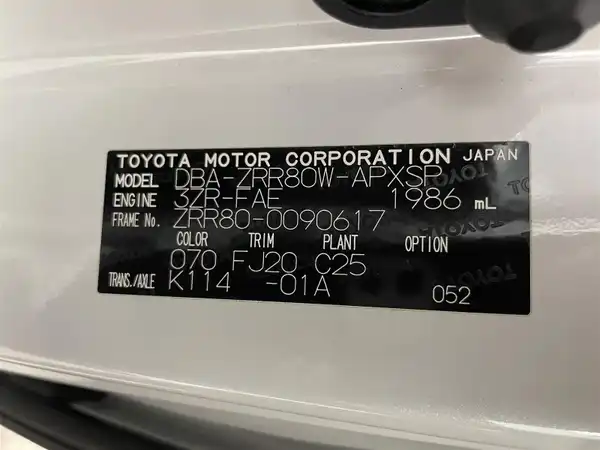 TOYOTA MOTOR CORPORATION JAPAN
MODEL DBA-ZRR80W-APXSP
ENGINE 3ZR-FAE 1986 mL
FRAME No. ZRR80-0090617
COLOR TRIM PLANT OPTION
070 FJ20 C25
TRANS./AXLE K114 -01A
052